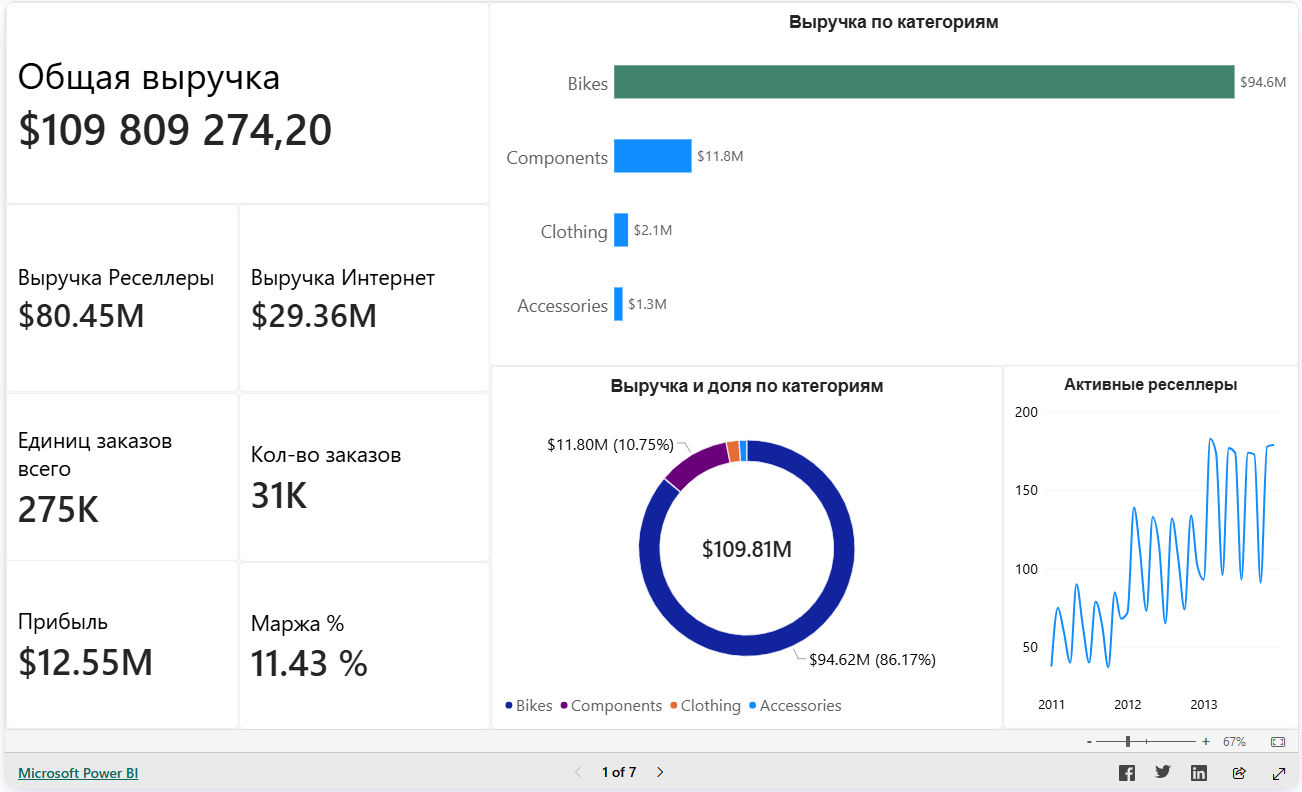 Общая выручка
$109 809 274,20
Выручка Реселлеры
$80.45M
Выручка Интернет
$29.36M
Единиц заказов
всего
275K
Кол-во заказов
31K
Прибыль
$12.55M
Маржа %
11.43 %
Выручка по категориям
Bikes $94.6M
Components $11.8M
Clothing $2.1M
Accessories $1.3M
Выручка и доля по категориям
$11.80M (10.75%)
$109.81M
$94.62M (86.17%)
Bikes Components Clothing Accessories
Активные реселлеры
200
150
100
50
2011 2012 2013
- + 67%
Microsoft Power BI
1 of 7